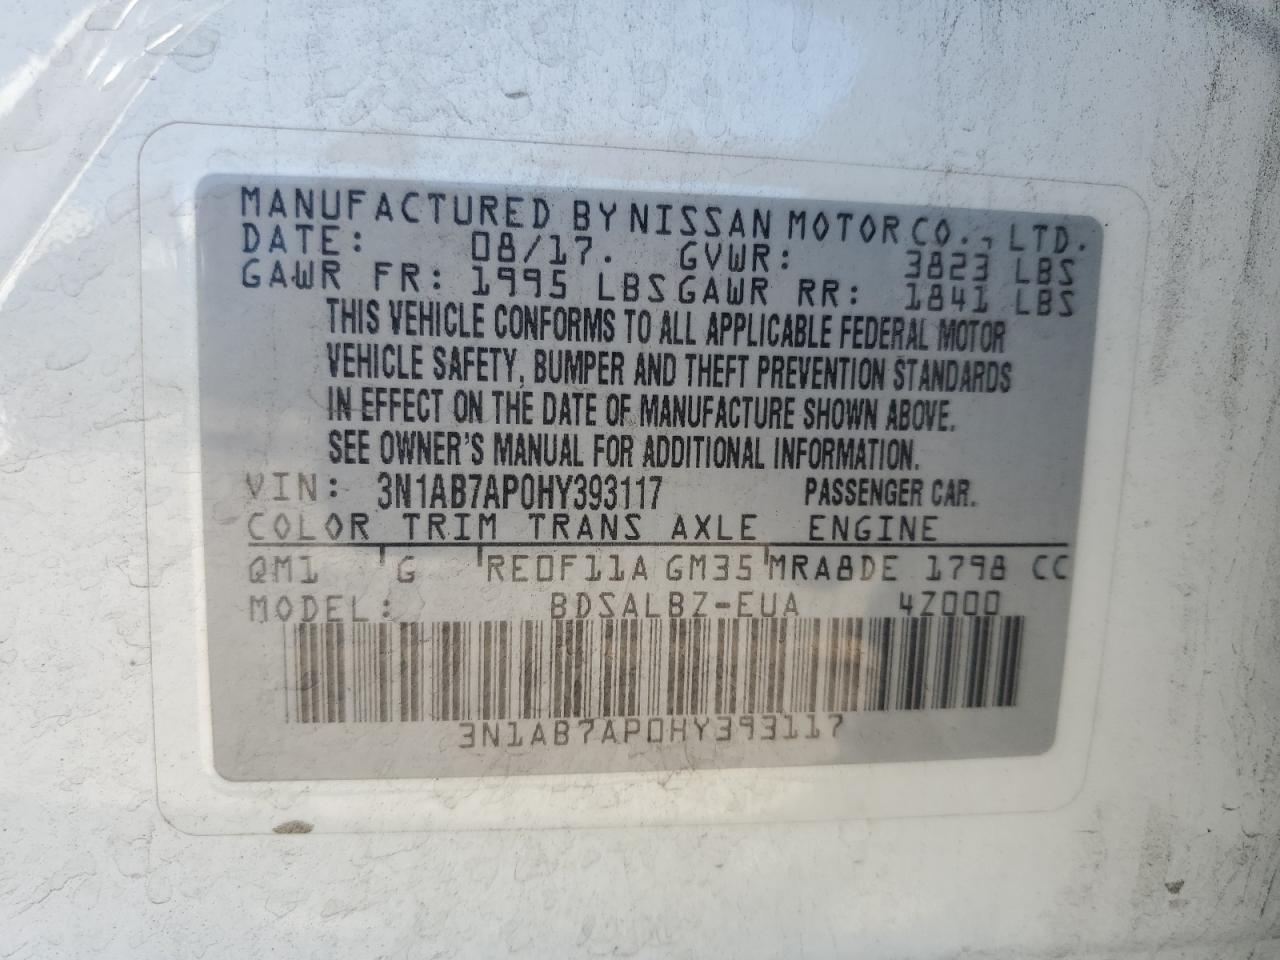 MANUFACTURED BY NISSAN MOTOR CO., LTD.
DATE: 08/17. GVWR: 3823 LBS
GAWR FR: 1995 LBS GAWR RR: 1841 LBS
THIS VEHICLE CONFORMS TO ALL APPLICABLE FEDERAL MOTOR
VEHICLE SAFETY, BUMPER AND THEFT PREVENTION STANDARDS
IN EFFECT ON THE DATE OF MANUFACTURE SHOWN ABOVE.
SEE OWNER'S MANUAL FOR ADDITIONAL INFORMATION.
VIN: 3N1AB7AP0HY393117 PASSENGER CAR.
COLOR TRIM TRANS AXLE ENGINE
QM1 G RE0F11A GM35 MRA8DE 1798 CC
MODEL: BDSALBZ-EUA 4Z000
3N1AB7AP0HY393117